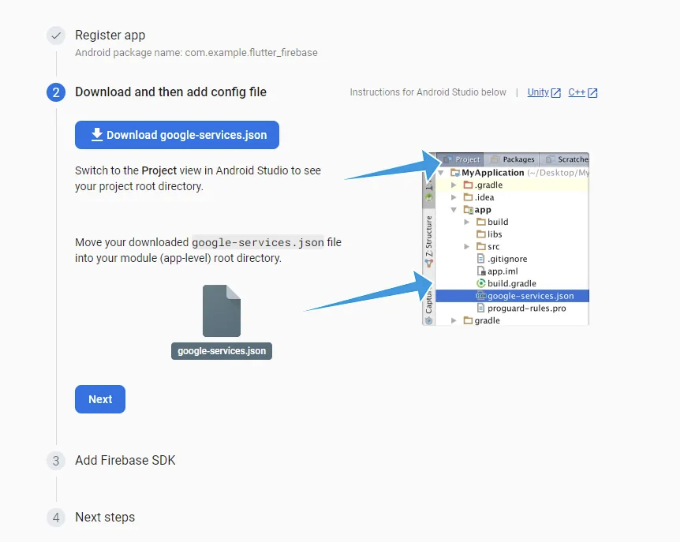 Register app
Android package name: com.example.flutter_firebase
2 Download and then add config file
Instructions for Android Studio below | Unity C++
Download google-services.json
Switch to the Project view in Android Studio to see
your project root directory.
Move your downloaded google-services.json file
into your module (app-level) root directory.
google-services.json
Project Packages Scratche
MyApplication (~/Desktop/My
.gradle
.idea
app
build
libs
src
.gitignore
app.iml
build.gradle
google-services.json
proguard-rules.pro
gradle
Z: Structure
Captu
Next
3 Add Firebase SDK
4 Next steps